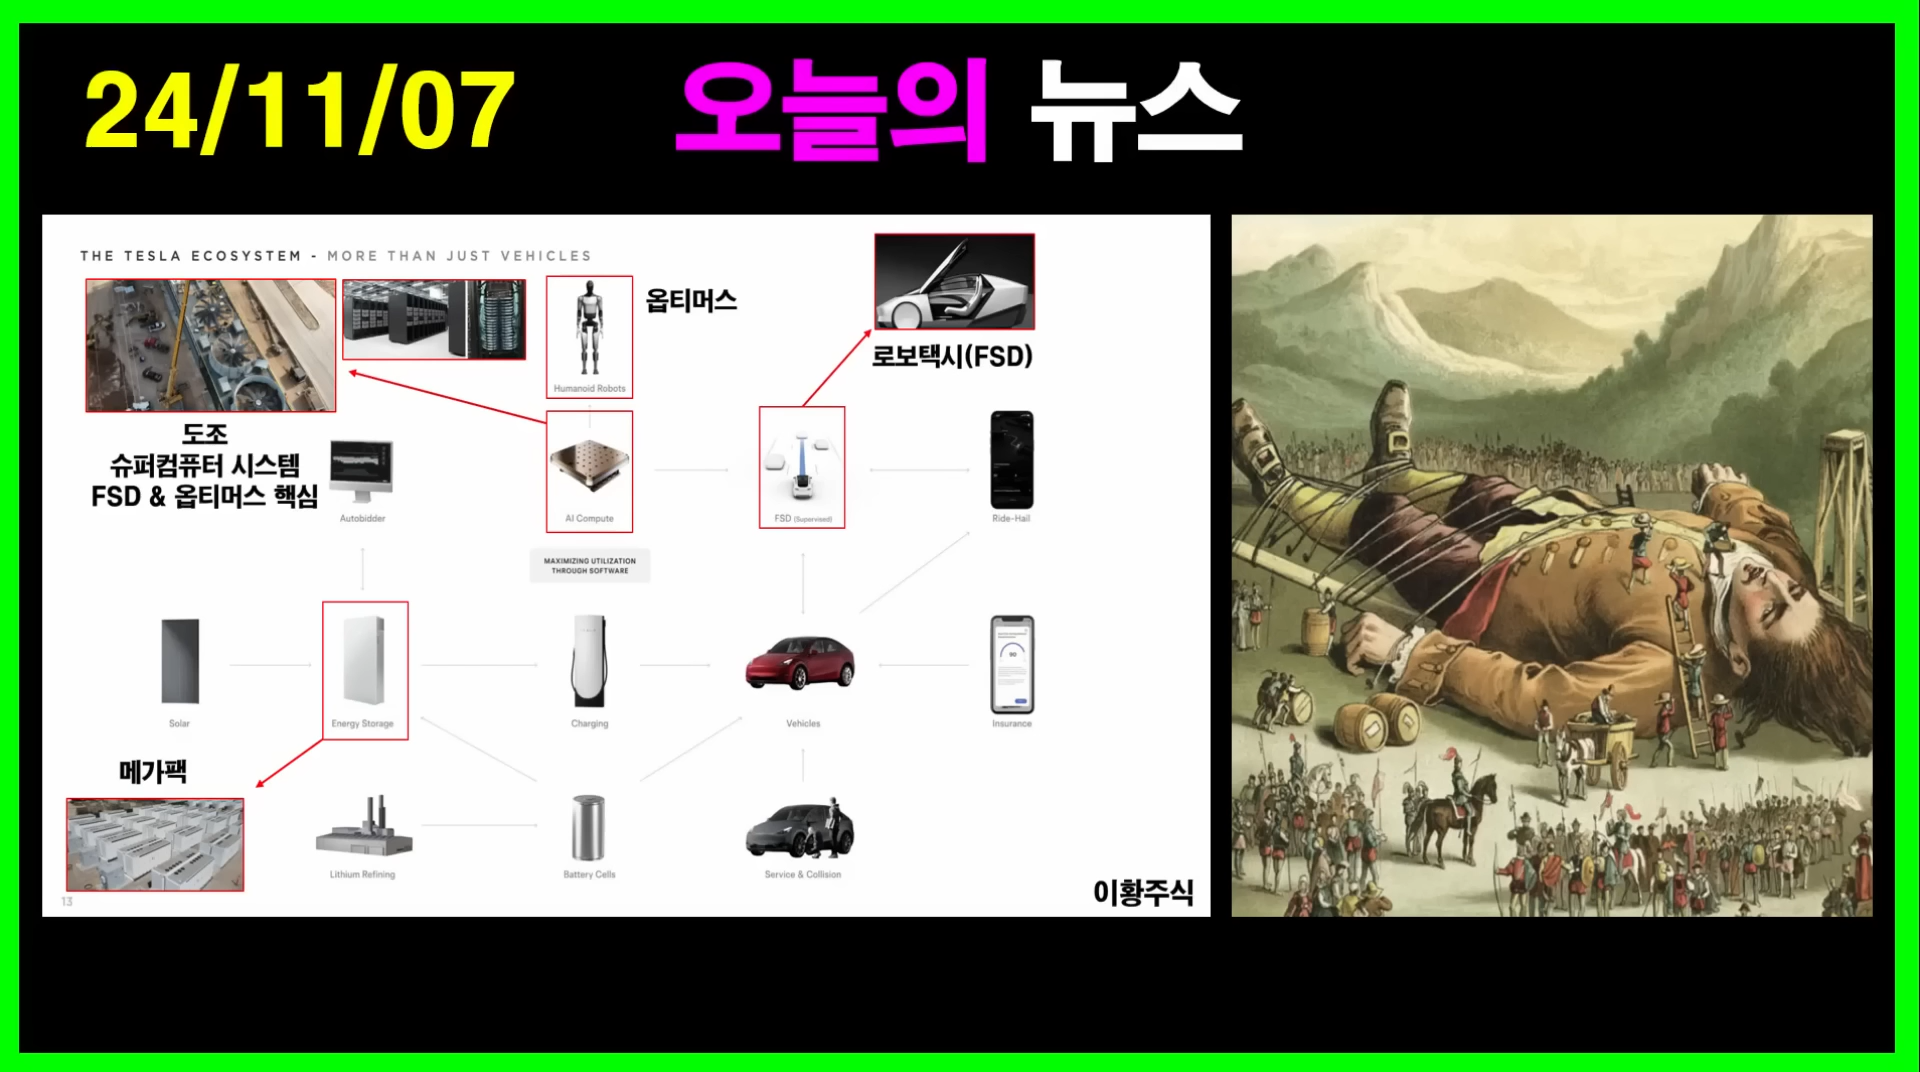 24/11/07
오늘의 뉴스
THE TESLA ECOSYSTEM - MORE THAN JUST VEHICLES
옵티머스
로보택시(FSD)
Humanoid Robots
도조
슈퍼컴퓨터 시스템
FSD & 옵티머스 핵심
Autobidder
AI Compute
FSD (Supervised)
Ride-Hail
MAXIMIZING UTILIZATION
THROUGH SOFTWARE
Solar
Energy Storage
Charging
Vehicles
Insurance
메가팩
Lithium Refining
Battery Cells
Service & Collision
13
이황주식